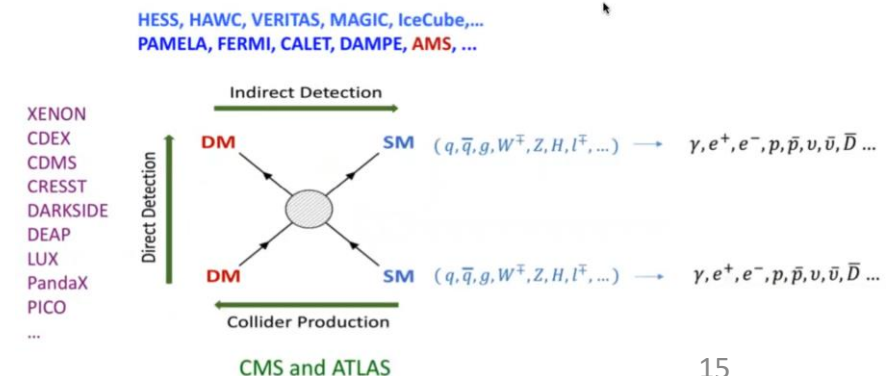 HESS, HAWC, VERITAS, MAGIC, IceCube,...
PAMELA, FERMI, CALET, DAMPE, AMS, ...
Indirect Detection
XENON
CDEX
CDMS
CRESST
DARKSIDE
DEAP
LUX
PandaX
PICO
...
Direct Detection
DM
SM (q,q̅,g,W∓,Z,H,l∓,...) → γ,e⁺,e⁻,p,p̄,υ,ῡ,D̅ ...
DM
SM (q,q̅,g,W∓,Z,H,l∓,...) → γ,e⁺,e⁻,p,p̄,υ,ῡ,D̅ ...
Collider Production
CMS and ATLAS
15